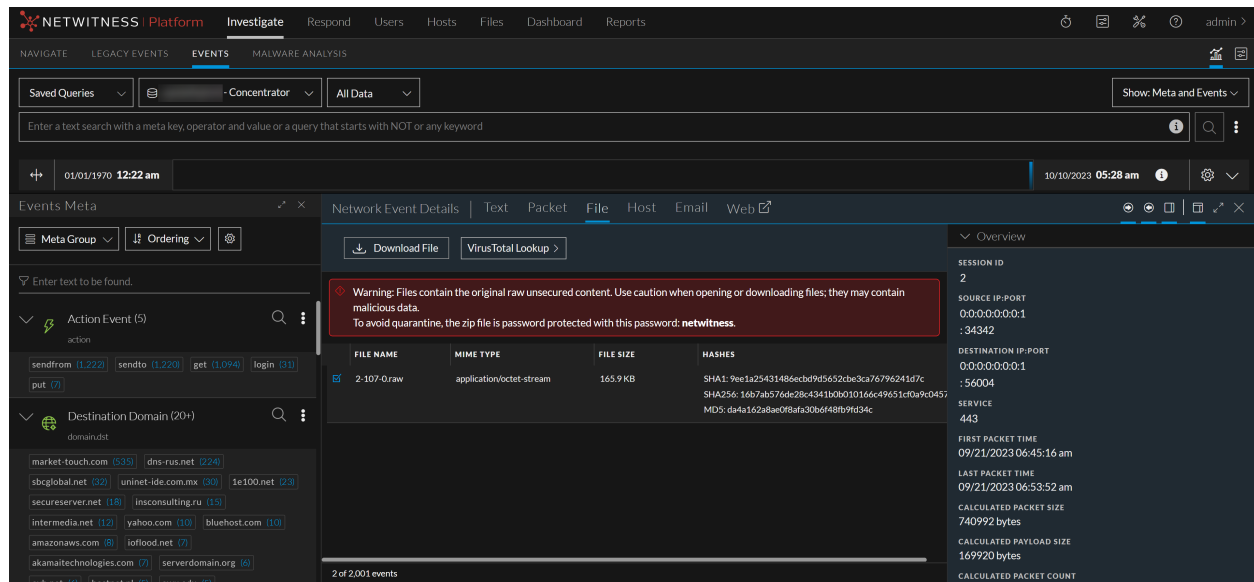 NETWITNESS Platform Investigate Respond Users Hosts Files Dashboard Reports admin >
NAVIGATE LEGACY EVENTS EVENTS MALWARE ANALYSIS
Saved Queries - Concentrator All Data Show: Meta and Events
Enter a text search with a meta key, operator and value or a query that starts with NOT or any keyword
01/01/1970 12:22 am 10/10/2023 05:28 am
Events Meta
Meta Group Ordering
Enter text to be found.
Action Event (5)
action
sendfrom (1,222) sendto (1,220) get (1,094) login (31)
put (7)
Destination Domain (20+)
domain.dst
market-touch.com (535) dns-rus.net (224)
sbcglobal.net (32) uninet-ide.com.mx (30) 1e100.net (23)
secureserver.net (18) insconsulting.ru (15)
intermedia.net (12) yahoo.com (10) bluehost.com (10)
amazonaws.com (8) ioflood.net (7)
akamaitechnologies.com (7) serverdomain.org (6)
Network Event Details Text Packet File Host Email Web
Download File VirusTotal Lookup >
Warning: Files contain the original raw unsecured content. Use caution when opening or downloading files; they may contain
malicious data.
To avoid quarantine, the zip file is password protected with this password: netwitness.
FILE NAME MIME TYPE FILE SIZE HASHES
2-107-0.raw application/octet-stream 165.9 KB SHA1: 9ee1a25431486ecbd9d5652cbe3ca76796241d7c
SHA256: 16b7ab576de28c4341b0b010166c49651cf0a9c0457
MD5: da4a162a8ae0f8afa30b6f48fb9fd34c
2 of 2,001 events
Overview
SESSION ID
2
SOURCE IP:PORT
0:0:0:0:0:0:0:1
: 34342
DESTINATION IP:PORT
0:0:0:0:0:0:0:1
: 56004
SERVICE
443
FIRST PACKET TIME
09/21/2023 06:45:16 am
LAST PACKET TIME
09/21/2023 06:53:52 am
CALCULATED PACKET SIZE
740992 bytes
CALCULATED PAYLOAD SIZE
169920 bytes
CALCULATED PACKET COUNT